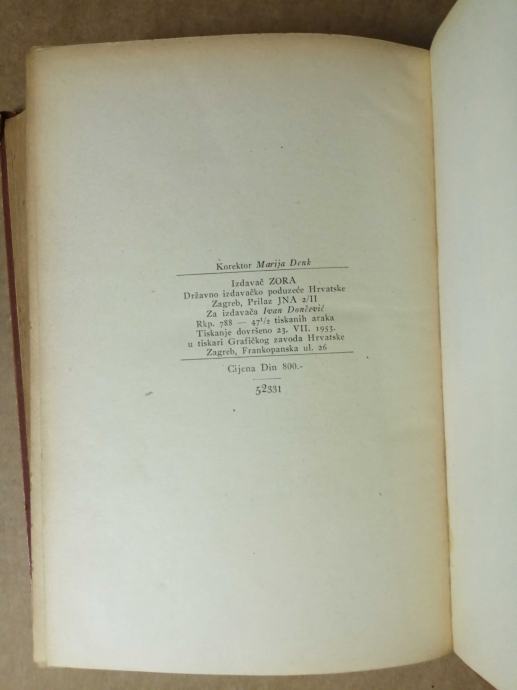 Korektor Marija Denk
Izdavač ZORA
Državno izdavačko poduzeće Hrvatske
Zagreb, Prilaz JNA 2/II
Za izdavača Ivan Dončević
Rkp. 788 — 47¹/₂ tiskanih araka
Tiskanje dovršeno 23. VII. 1953.
u tiskari Grafičkog zavoda Hrvatske
Zagreb, Frankopanska ul. 26
Cijena Din 800.-
52331